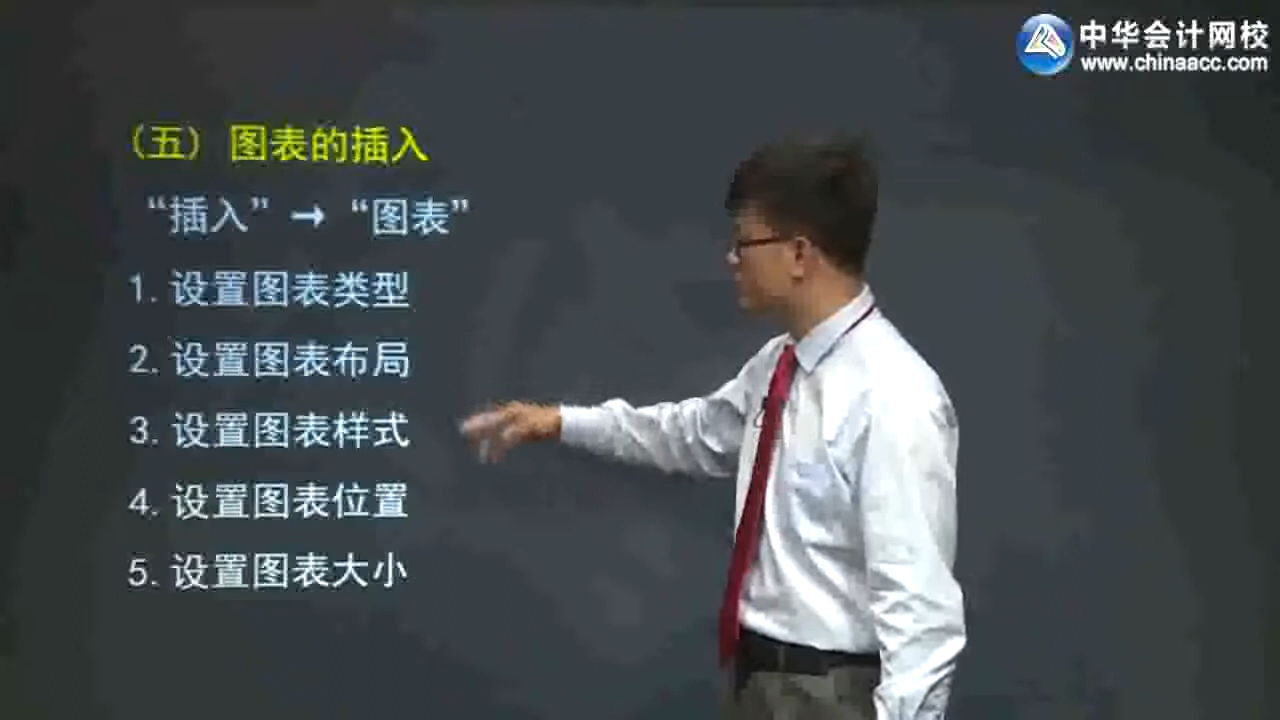 中华会计网校
www.chinaacc.com
(五) 图表的插入
“插入” → “图表”
1. 设置图表类型
2. 设置图表布局
3. 设置图表样式
4. 设置图表位置
5. 设置图表大小